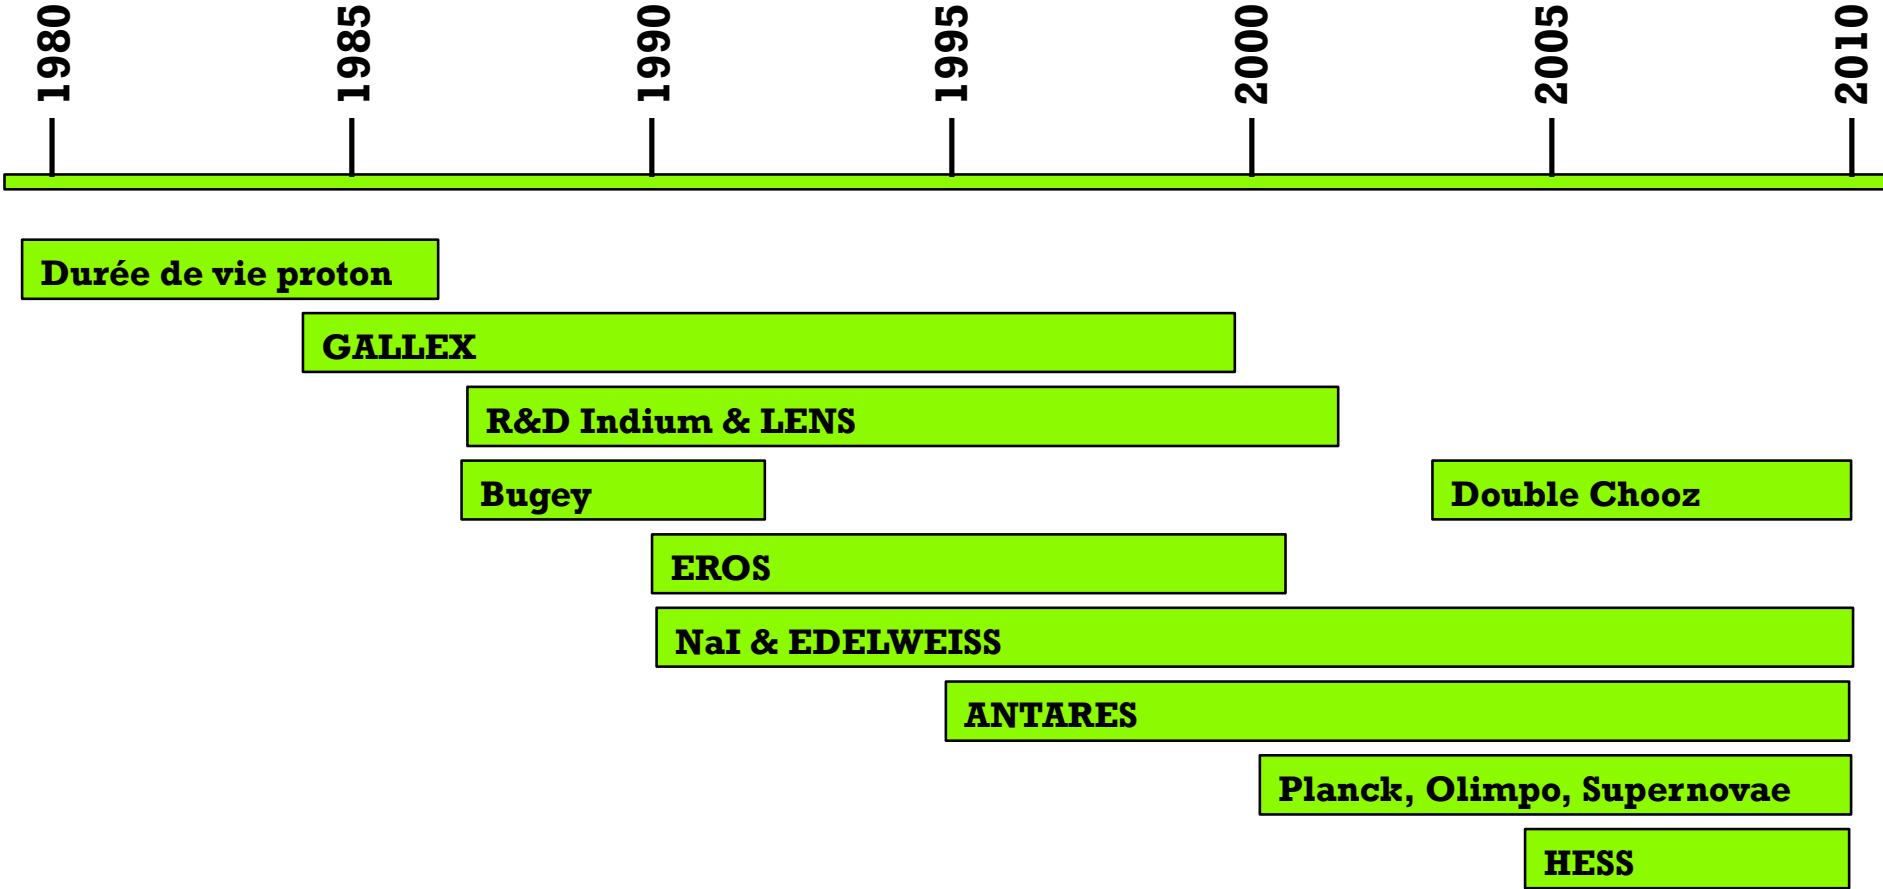 1980
1985
1990
1995
2000
2005
2010
Durée de vie proton
GALLEX
R&D Indium & LENS
Bugey
Double Chooz
EROS
NaI & EDELWEISS
ANTARES
Planck, Olimpo, Supernovae
HESS